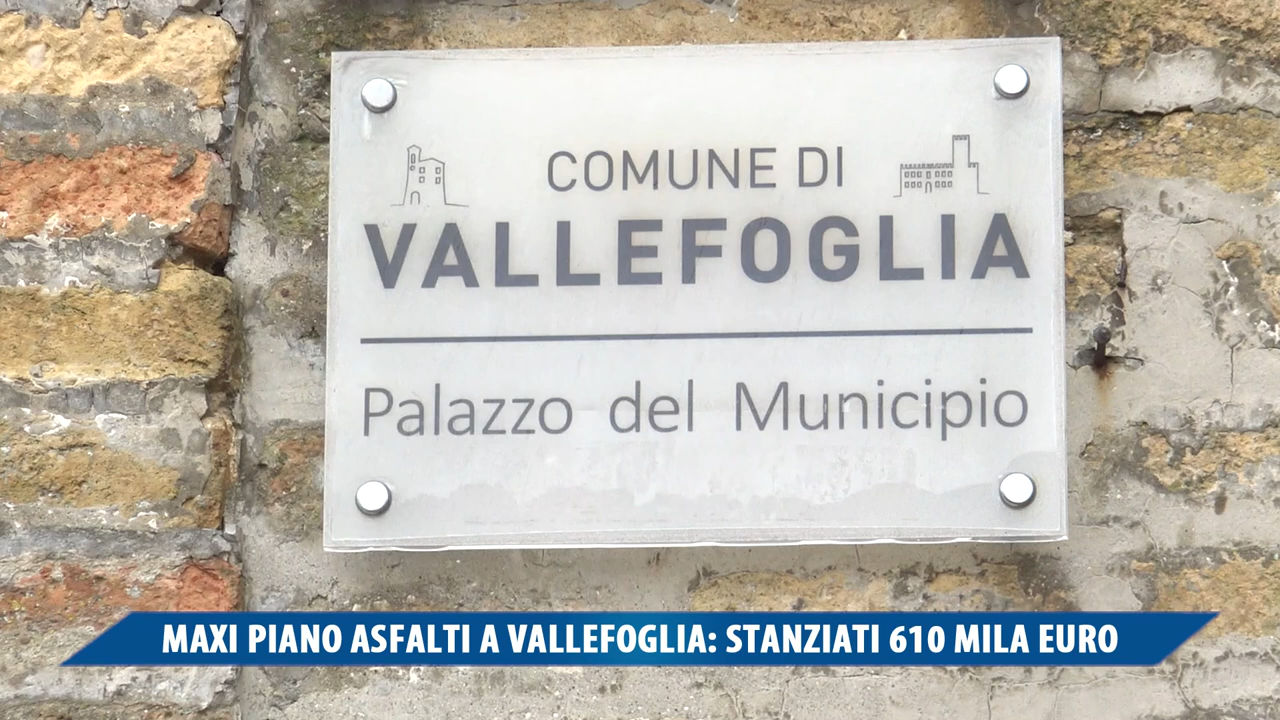 COMUNE DI
VALLEFOGLIA
Palazzo del Municipio
MAXI PIANO ASFALTI A VALLEFOGLIA: STANZIATI 610 MILA EURO